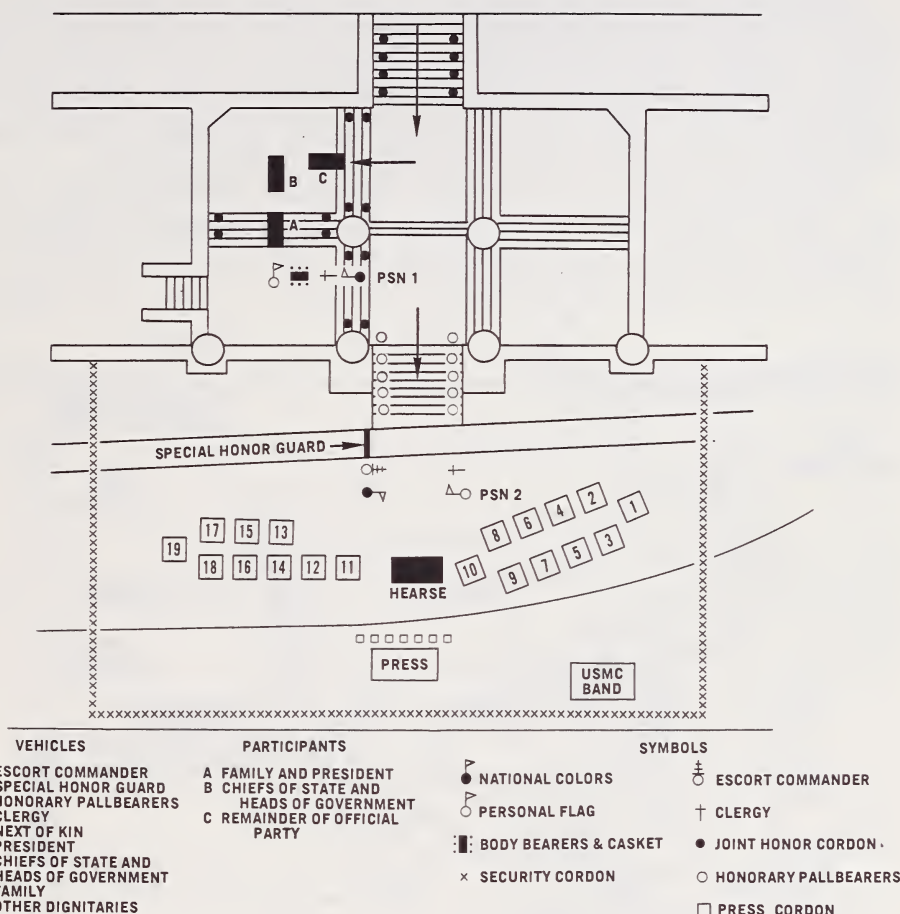 B
C
A
PSN 1
SPECIAL HONOR GUARD
PSN 2
17 15 13
19
18 16 14 12 11
HEARSE
8 6 4 2 1
10 9 7 5 3
PRESS
USMC
BAND
VEHICLES
ESCORT COMMANDER
SPECIAL HONOR GUARD
HONORARY PALLBEARERS
CLERGY
NEXT OF KIN
PRESIDENT
CHIEFS OF STATE AND
HEADS OF GOVERNMENT
FAMILY
OTHER DIGNITARIES
PARTICIPANTS
A FAMILY AND PRESIDENT
B CHIEFS OF STATE AND
HEADS OF GOVERNMENT
C REMAINDER OF OFFICIAL
PARTY
SYMBOLS
NATIONAL COLORS
PERSONAL FLAG
BODY BEARERS & CASKET
x SECURITY CORDON
ESCORT COMMANDER
CLERGY
JOINT HONOR CORDON
HONORARY PALLBEARERS
PRESS CORDON